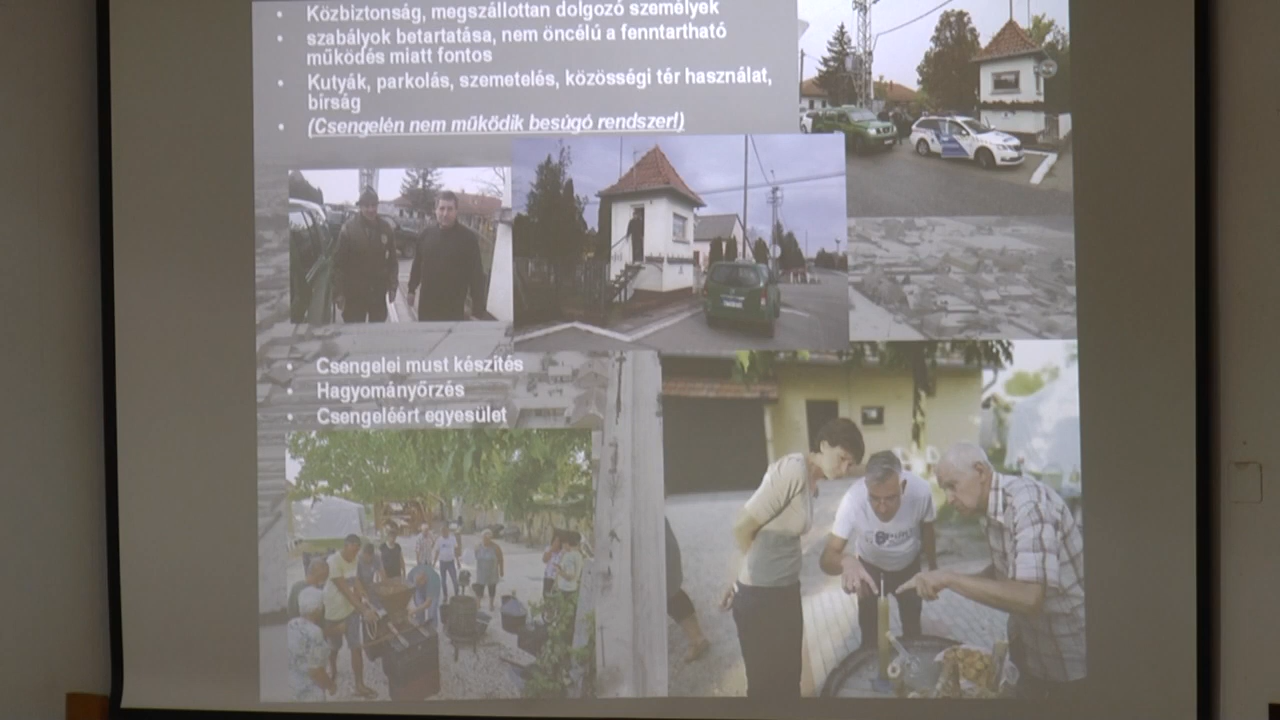 Közbiztonság, megszállottan dolgozó személyek
szabályok betartatása, nem öncélú a fenntartható
működés miatt fontos
Kutyák, parkolás, szemetelés, közösségi tér használat,
bírság
(Csengelén nem működik besúgó rendszer!)
Csengelei must készítés
Hagyományőrzés
Csengeléért egyesület